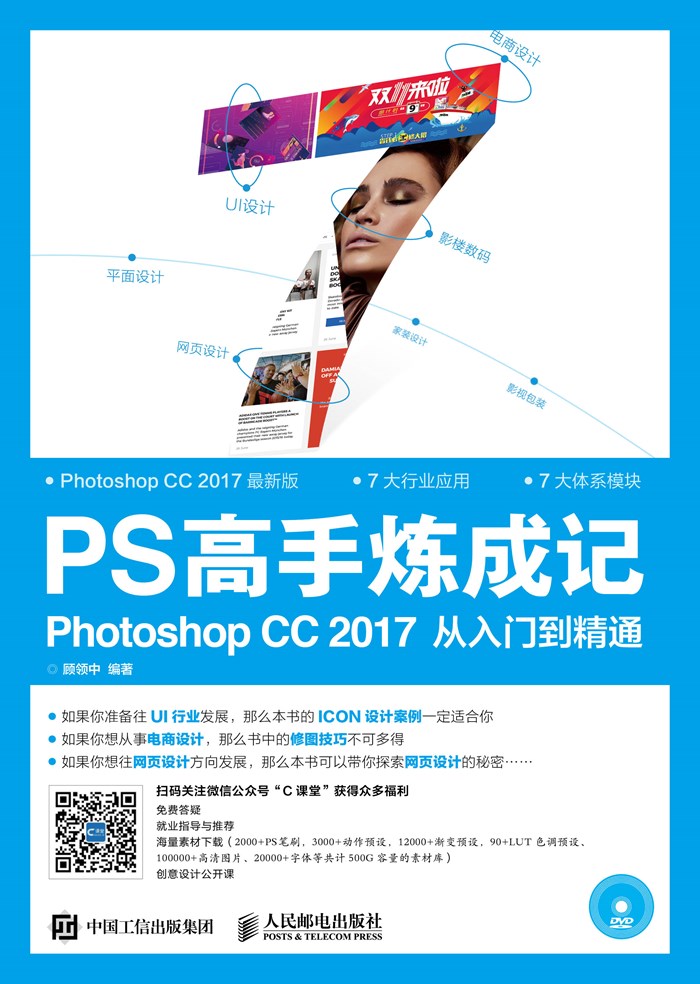 电商设计
双11来啦
9
UI设计
影楼数码
平面设计
家装设计
网页设计
影视包装
DAMIA
OFF A
• Photoshop CC 2017 最新版 • 7 大行业应用 • 7 大体系模块
PS高手炼成记
Photoshop CC 2017 从入门到精通
◎ 顾领中 编著
• 如果你准备往 UI 行业发展，那么本书的 ICON 设计案例一定适合你
• 如果你想从事电商设计，那么书中的修图技巧不可多得
• 如果你想往网页设计方向发展，那么本书可以带你探索网页设计的秘密……
扫码关注微信公众号“C 课堂”获得众多福利
免费答疑
就业指导与推荐
海量素材下载（2000+PS笔刷，3000+动作预设，12000+渐变预设，90+LUT 色调预设、
100000+高清图片、20000+字体等共计 500G 容量的素材库）
创意设计公开课
中国工信出版集团
人民邮电出版社
POSTS & TELECOM PRESS
DVD